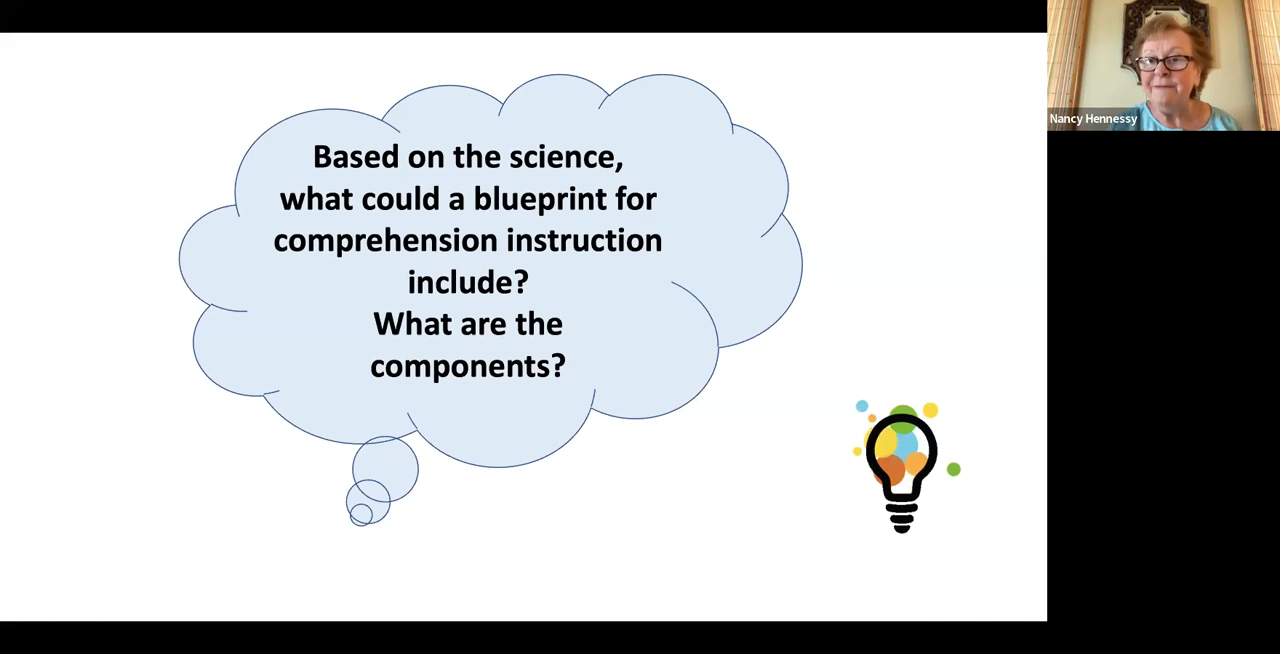 Based on the science,
what could a blueprint for
comprehension instruction
include?
What are the
components?
Nancy Hennessy